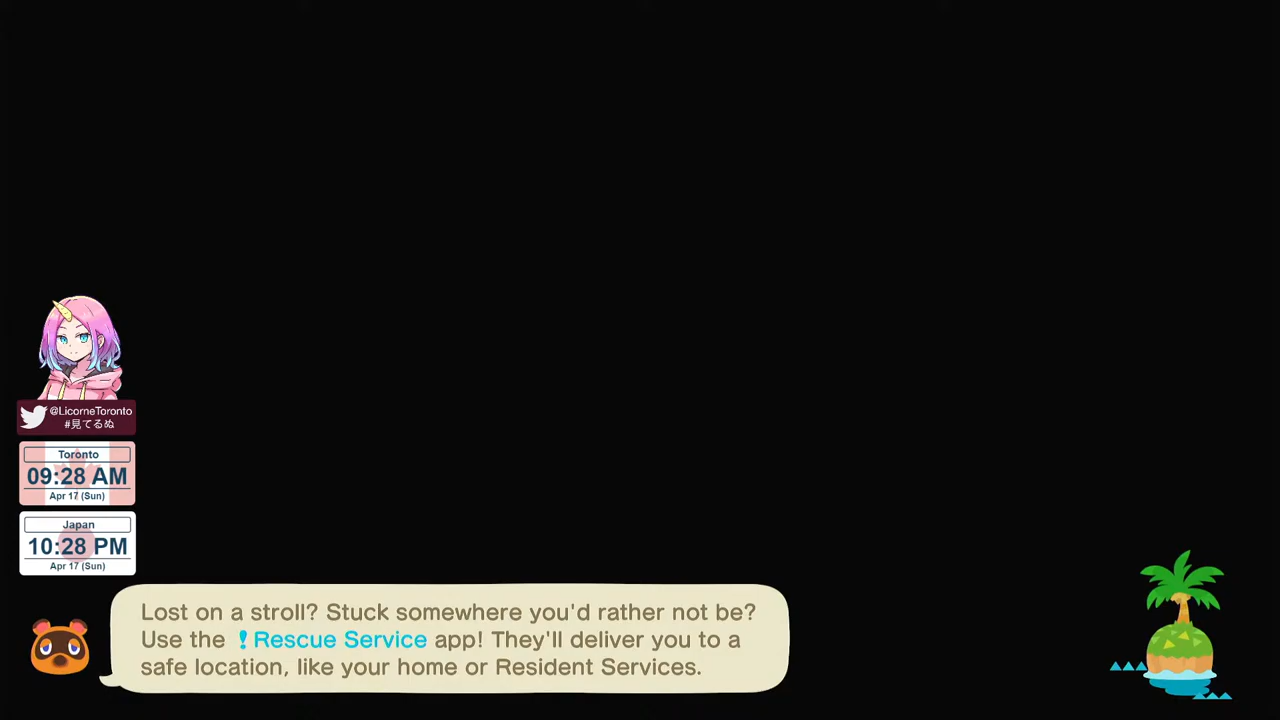 @LicorneToronto
#見てるぬ
Toronto
09:28 AM
Apr 17 (Sun)
Japan
10:28 PM
Apr 17 (Sun)
Lost on a stroll? Stuck somewhere you'd rather not be?
Use the ! Rescue Service app! They'll deliver you to a
safe location, like your home or Resident Services.